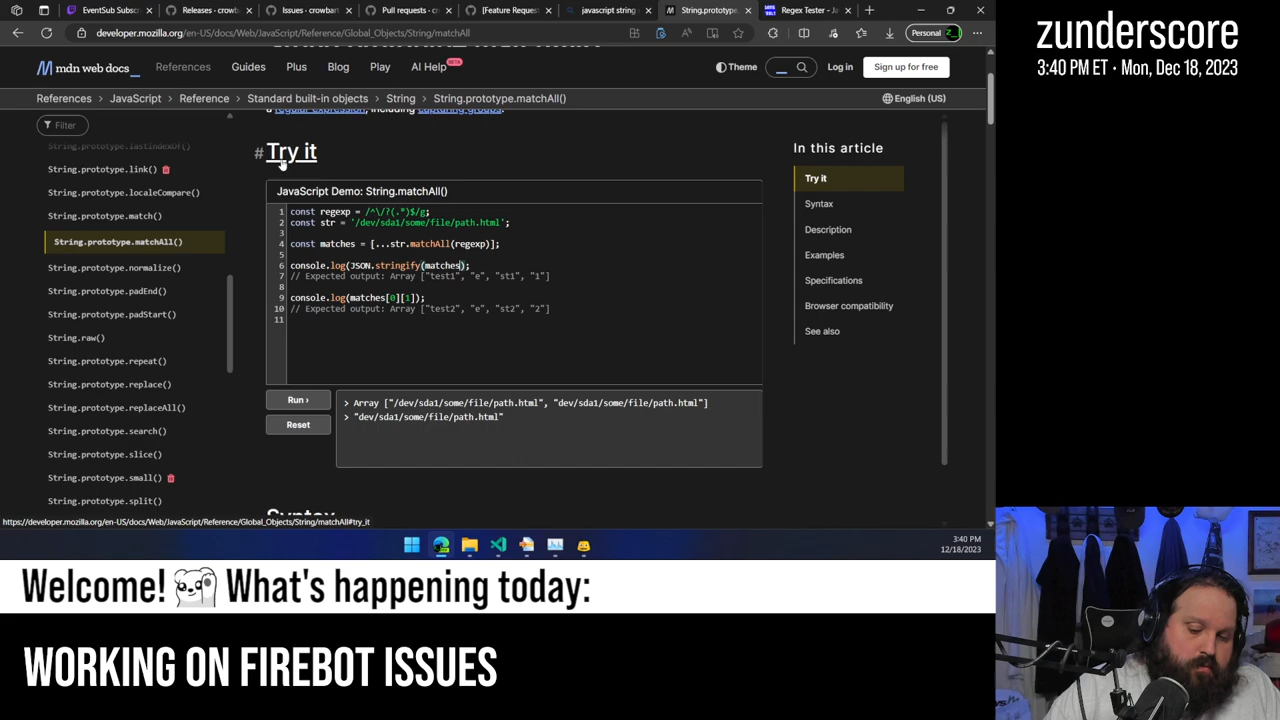 EventSub Subscr
Releases - crowb
Issues - crowbart
Pull requests - c
[Feature Reques
javascript string
String.prototype
Regex Tester - Ja
developer.mozilla.org/en-US/docs/Web/JavaScript/Reference/Global_Objects/String/matchAll
Personal
mdn web docs_
References
Guides
Plus
Blog
Play
AI Help BETA
Theme
Log in
Sign up for free
References > JavaScript > Reference > Standard built-in objects > String > String.prototype.matchAll()
English (US)
a regular expression, including capturing groups.
Filter
String.prototype.lastIndexOf()
String.prototype.link()
String.prototype.localeCompare()
String.prototype.match()
String.prototype.matchAll()
String.prototype.normalize()
String.prototype.padEnd()
String.prototype.padStart()
String.raw()
String.prototype.repeat()
String.prototype.replace()
String.prototype.replaceAll()
String.prototype.search()
String.prototype.slice()
String.prototype.small()
String.prototype.split()
# Try it
JavaScript Demo: String.matchAll()
1 const regexp = /^\/?(.*)$/g;
2 const str = '/dev/sda1/some/file/path.html';
3
4 const matches = [...str.matchAll(regexp)];
5
6 console.log(JSON.stringify(matches);
7 // Expected output: Array ["test1", "e", "st1", "1"]
8
9 console.log(matches[0][1]);
10 // Expected output: Array ["test2", "e", "st2", "2"]
11
Run ›
Reset
> Array ["/dev/sda1/some/file/path.html", "dev/sda1/some/file/path.html"]
> "dev/sda1/some/file/path.html"
Syntax
In this article
Try it
Syntax
Description
Examples
Specifications
Browser compatibility
See also
https://developer.mozilla.org/en-US/docs/Web/JavaScript/Reference/Global_Objects/String/matchAll#try_it
3:40 PM
12/18/2023
zunderscore
3:40 PM ET • Mon, Dec 18, 2023
Welcome! What's happening today:
WORKING ON FIREBOT ISSUES